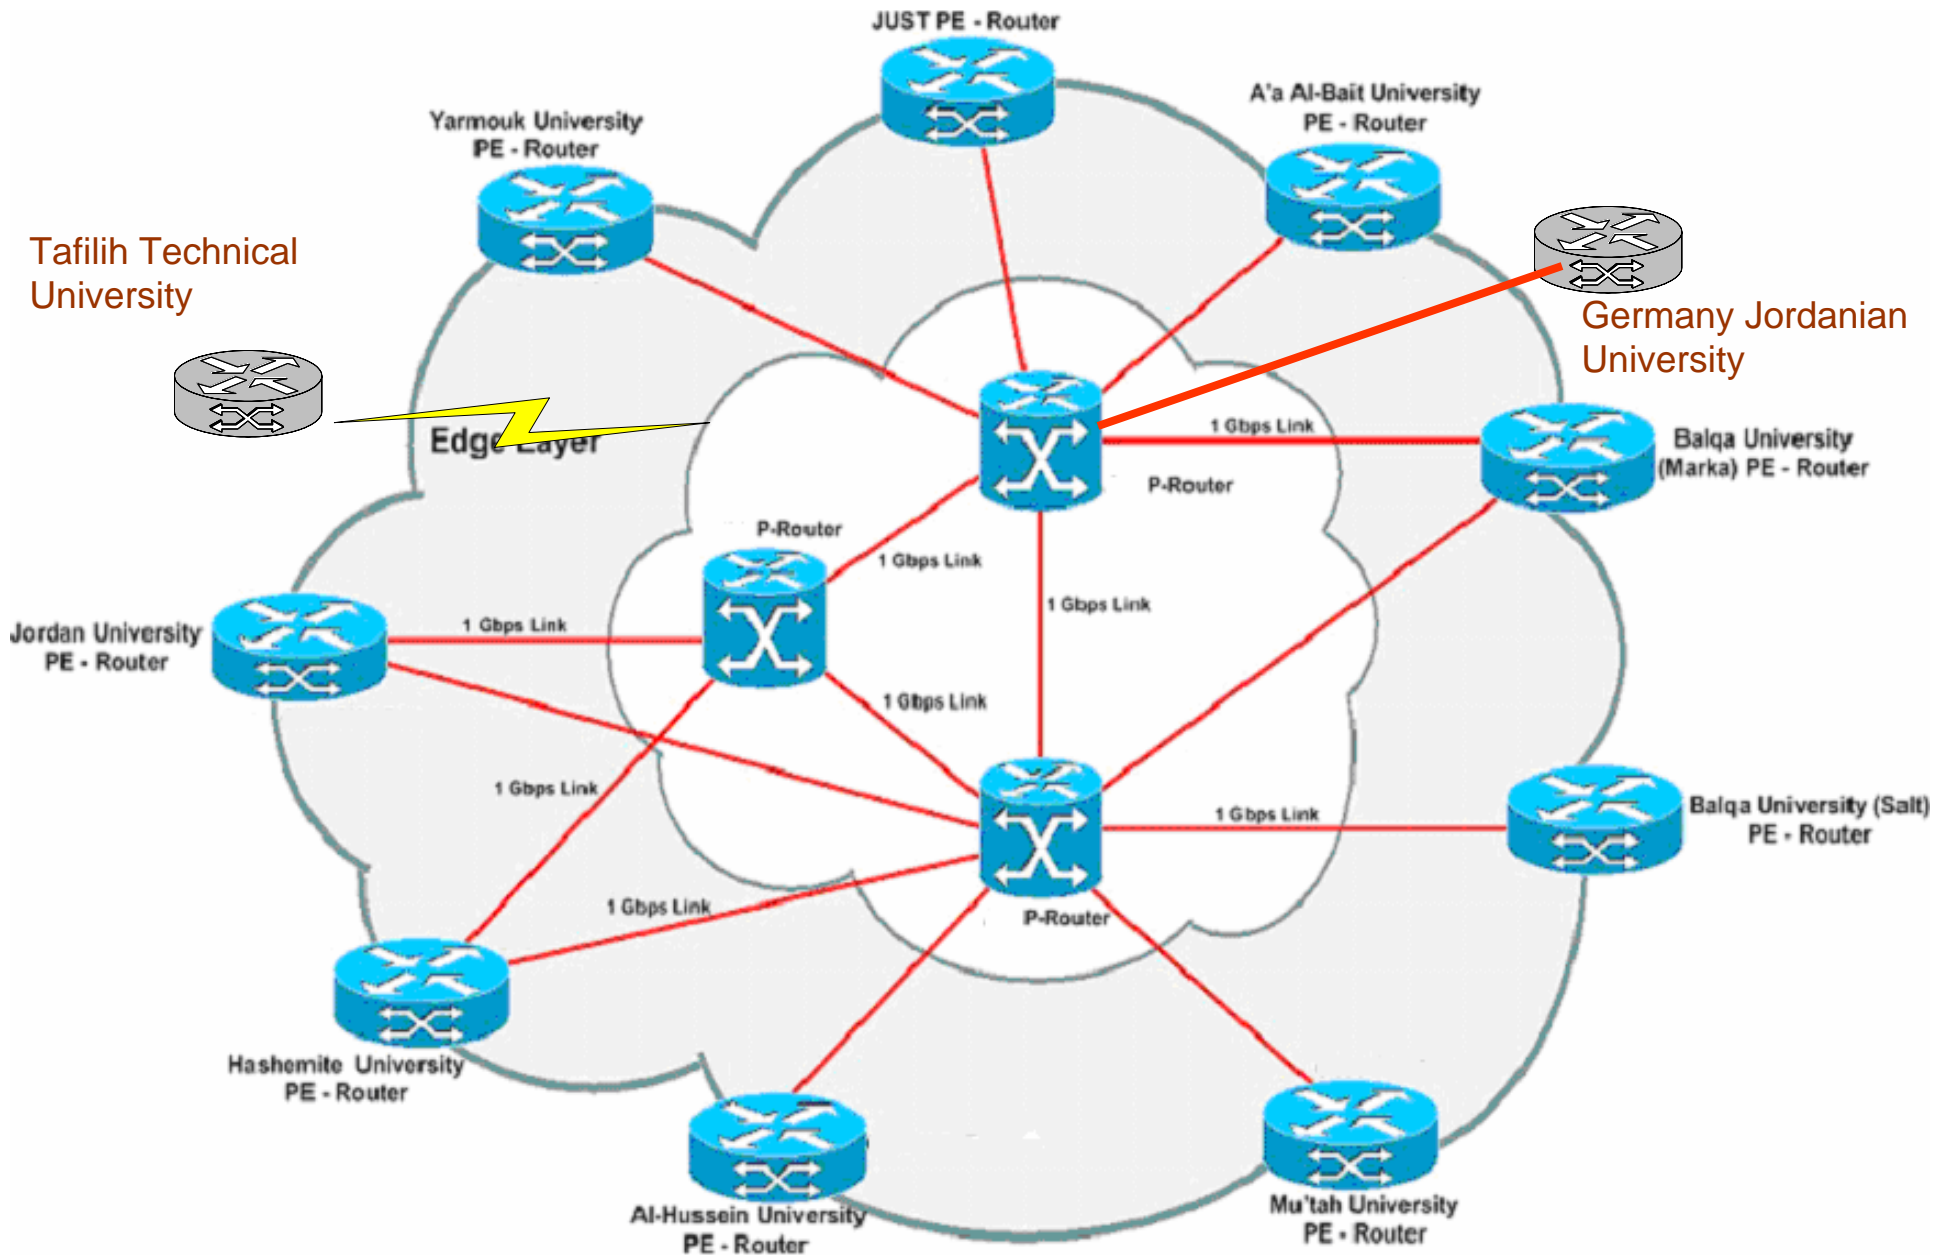 JUST PE - Router
A'a Al-Bait University
PE - Router
Yarmouk University
PE - Router
Tafilih Technical
University
Germany Jordanian
University
Edge Layer
1 Gbps Link
Balqa University
(Marka) PE - Router
P-Router
P-Router
1 Gbps Link
1 Gbps Link
Jordan University
PE - Router
1 Gbps Link
1 Gbps Link
1 Gbps Link
1 Gbps Link
Balqa University (Salt)
PE - Router
1 Gbps Link
P-Router
Hashemite University
PE - Router
Al-Hussein University
PE - Router
Mu'tah University
PE - Router